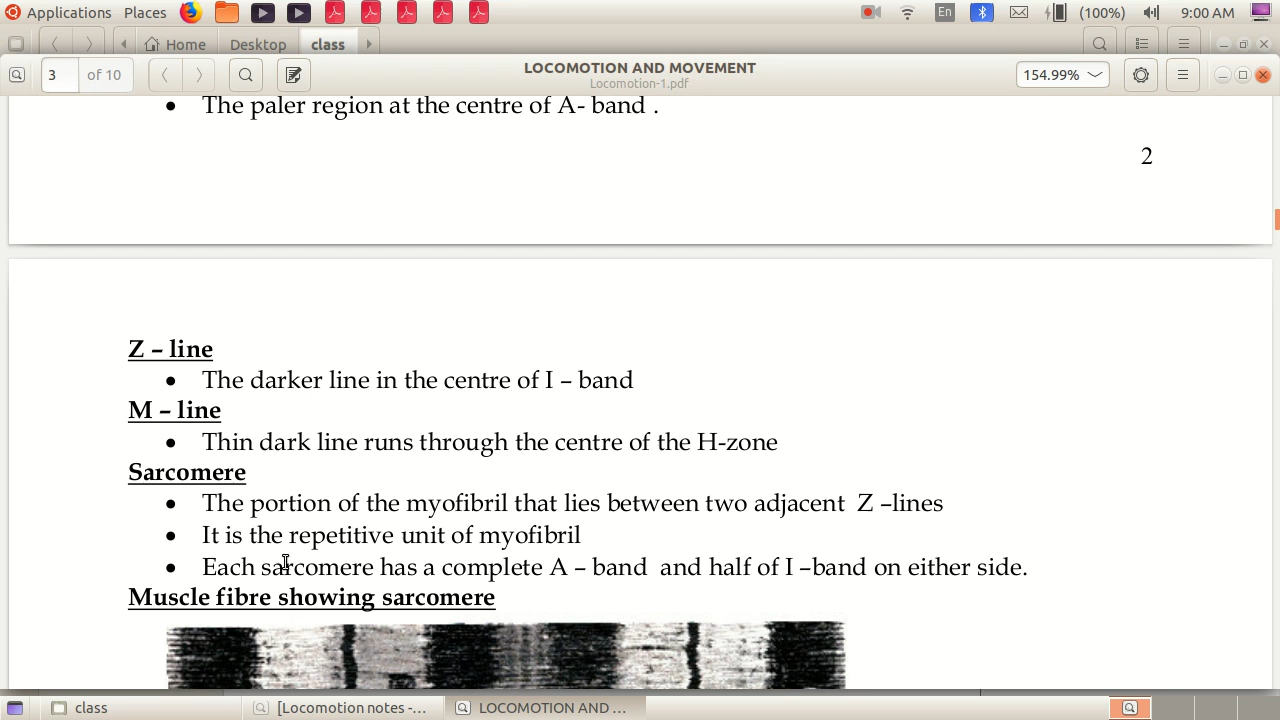 Applications Places En (100%) 9:00 AM
Home Desktop class
3 of 10 LOCOMOTION AND MOVEMENT 154.99%
Locomotion-1.pdf
• The paler region at the centre of A- band .
2
Z – line
• The darker line in the centre of I – band
M – line
• Thin dark line runs through the centre of the H-zone
Sarcomere
• The portion of the myofibril that lies between two adjacent Z –lines
• It is the repetitive unit of myofibril
• Each sarcomere has a complete A – band and half of I –band on either side.
Muscle fibre showing sarcomere
class [Locomotion notes -... LOCOMOTION AND ...